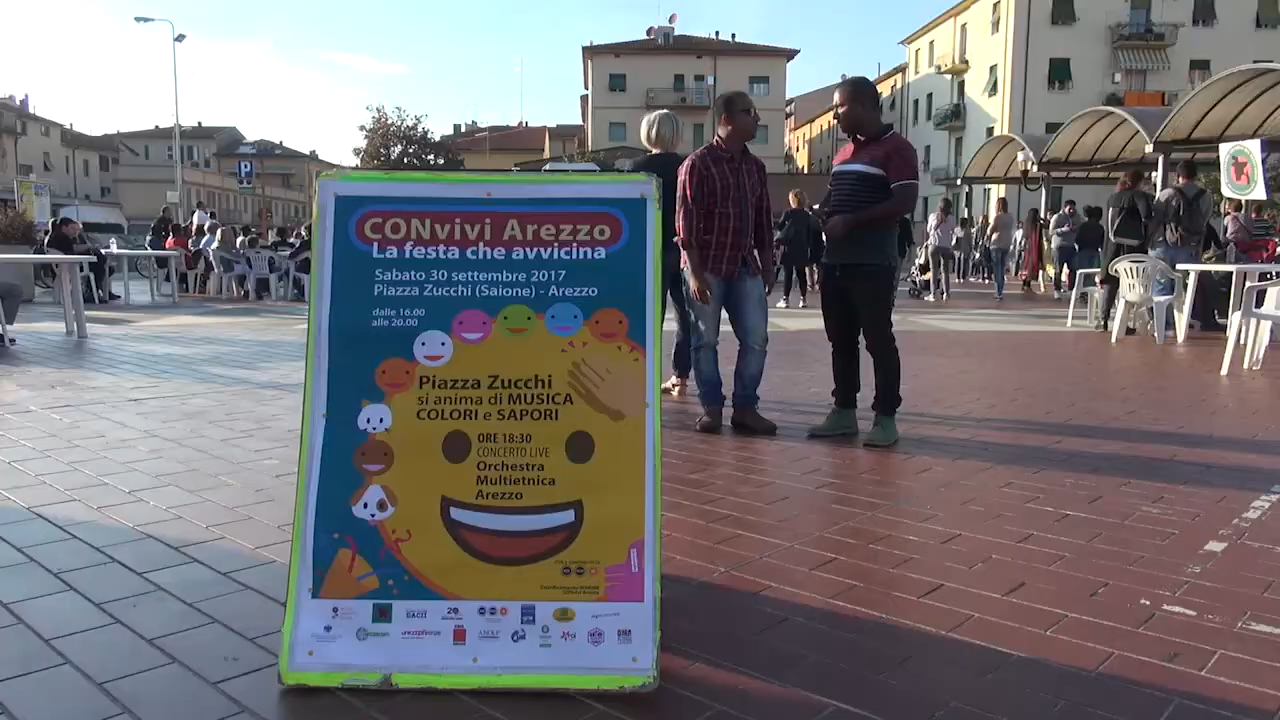 P
CONvivi Arezzo
La festa che avvicina
Sabato 30 settembre 2017
Piazza Zucchi (Saione) - Arezzo
dalle 16.00
alle 20.00
Piazza Zucchi
si anima di MUSICA
COLORI e SAPORI
ORE 18:30
CONCERTO LIVE
Orchestra
Multietnica
Arezzo